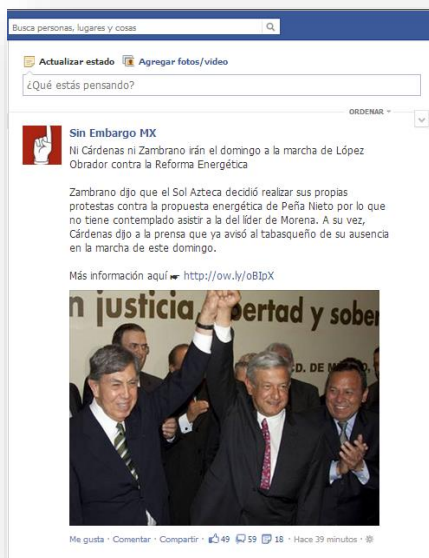 Busca personas, lugares y cosas
Actualizar estado Agregar fotos/video
¿Qué estás pensando?
ORDENAR
Sin Embargo MX
Ni Cárdenas ni Zambrano irán el domingo a la marcha de López
Obrador contra la Reforma Energética
Zambrano dijo que el Sol Azteca decidió realizar sus propias
protestas contra la propuesta energética de Peña Nieto por lo que
no tiene contemplado asistir a la del líder de Morena. A su vez,
Cárdenas dijo a la prensa que ya avisó al tabasqueño de su ausencia
en la marcha de este domingo.
Más información aquí ☛ http://ow.ly/oBIpX
n justicia, bertad y sober
C.D. DE M
Me gusta · Comentar · Compartir · 49 59 18 · Hace 39 minutos ·